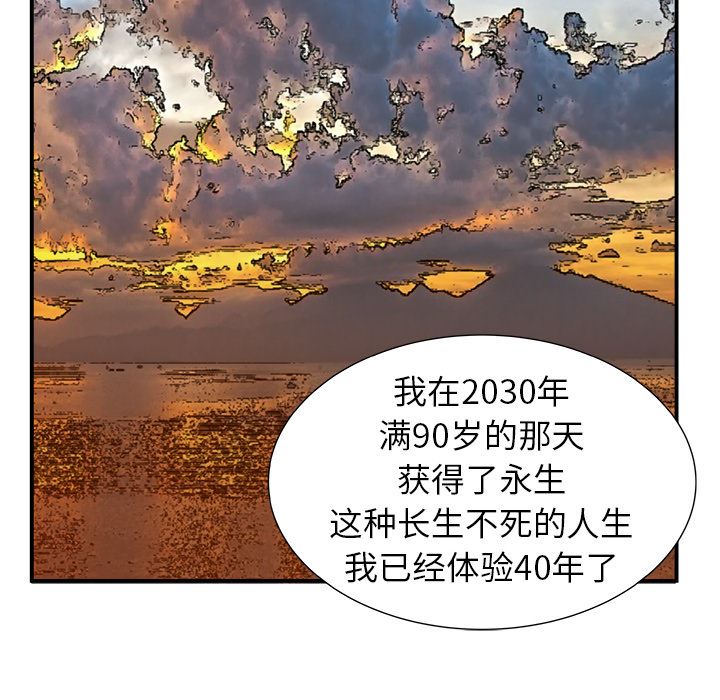 我在2030年
满90岁的那天
获得了永生
这种长生不死的人生
我已经体验40年了